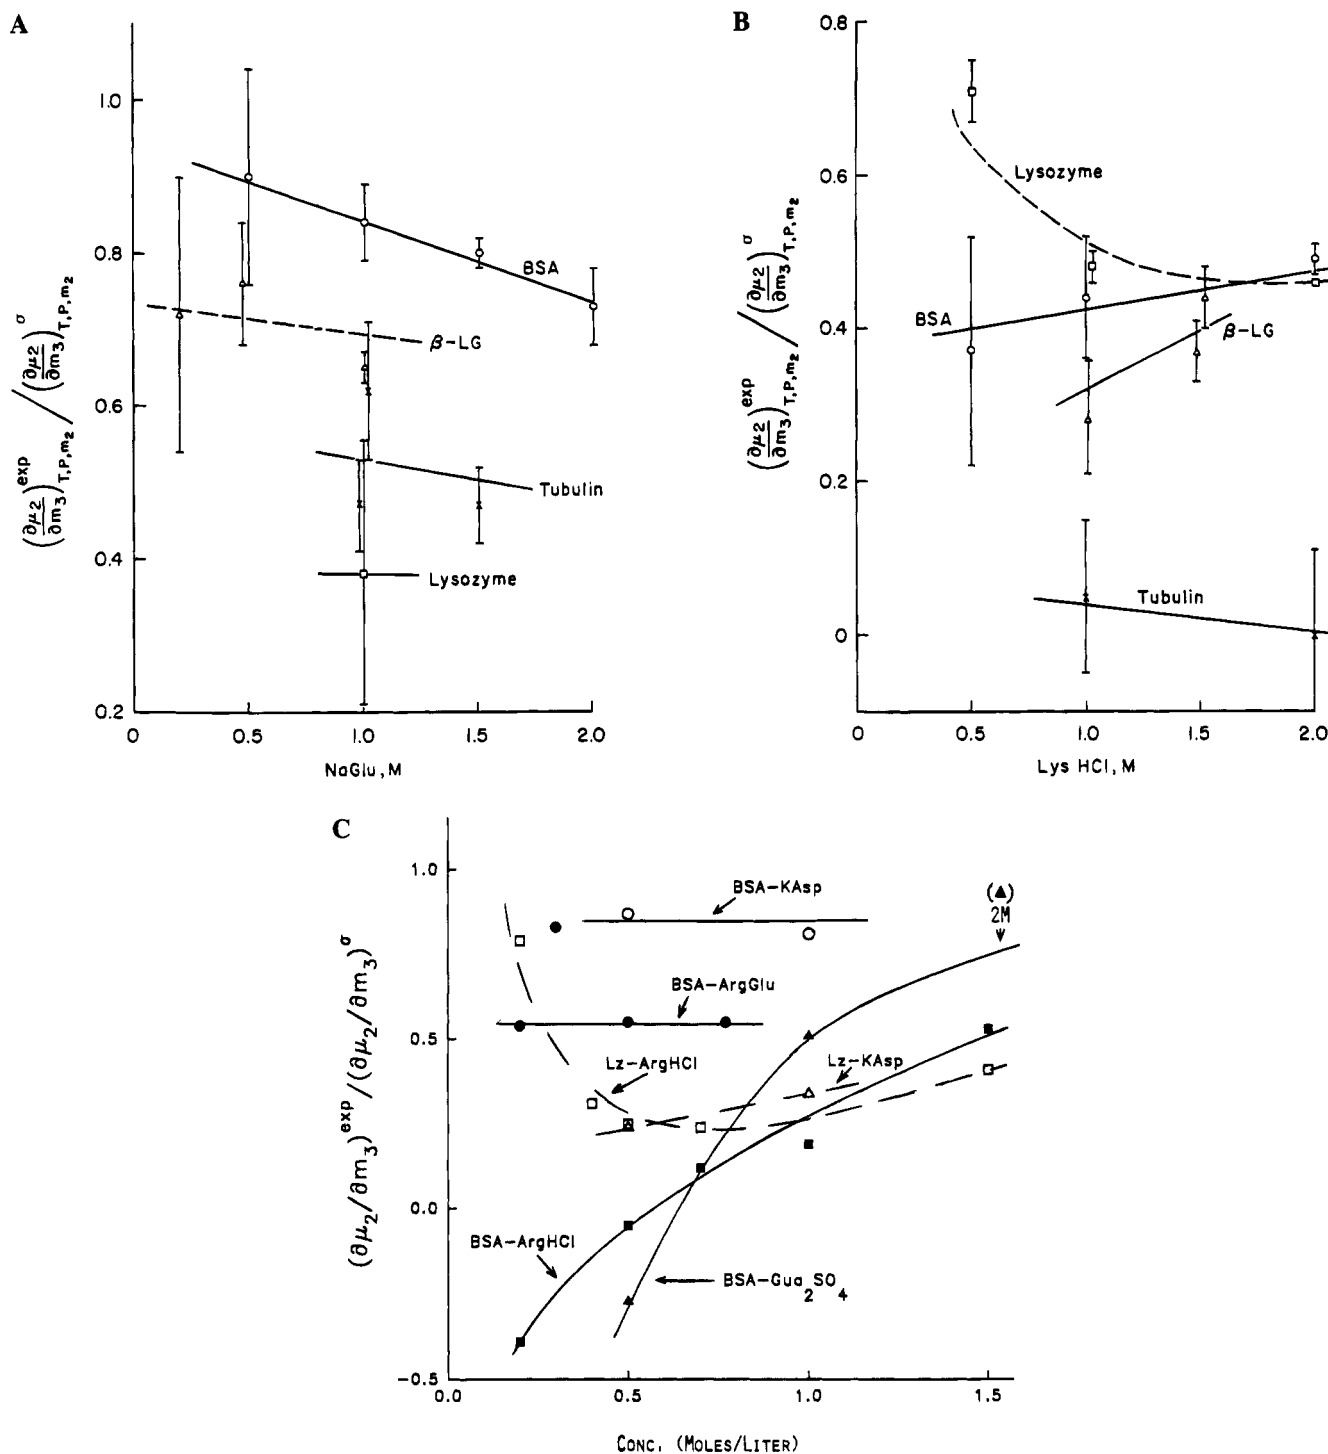 A
(∂μ2/∂m3)^exp T,P,m2 / (∂μ2/∂m3)^σ T,P,m2
1.0
0.8
0.6
0.4
0.2
BSA
β-LG
Tubulin
Lysozyme
0 0.5 1.0 1.5 2.0
NaGlu, M
B
(∂μ2/∂m3)^exp T,P,m2 / (∂μ2/∂m3)^σ T,P,m2
0.8
0.6
0.4
0.2
0
Lysozyme
BSA
β-LG
Tubulin
0 0.5 1.0 1.5 2.0
Lys HCl, M
C
(∂μ2/∂m3)^exp/(∂μ2/∂m3)^σ
1.0
0.5
0.0
-0.5
BSA-KAsp
(▲)
2M
BSA-ArgGlu
Lz-ArgHCl
Lz-KAsp
BSA-ArgHCl
BSA-Gua2SO4
0.0 0.5 1.0 1.5
CONC. (MOLES/LITER)